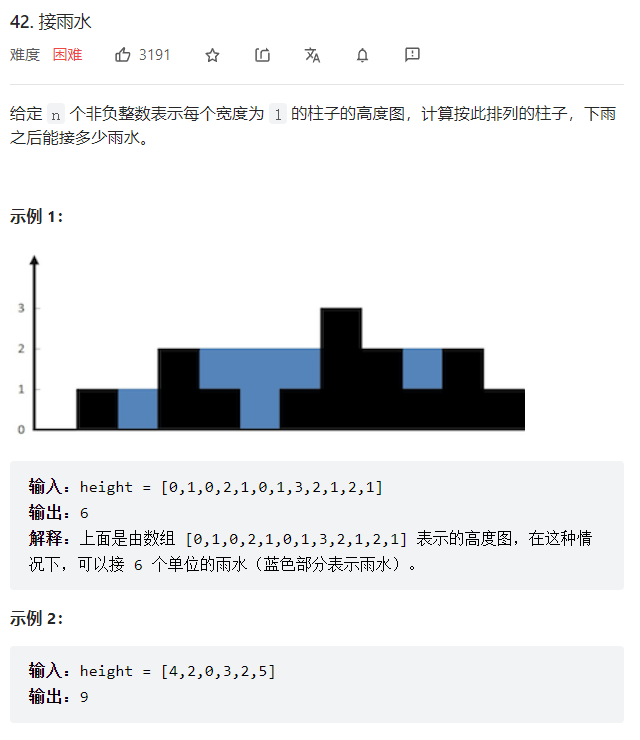 42. 接雨水
难度 困难 3191
给定 n 个非负整数表示每个宽度为 1 的柱子的高度图，计算按此排列的柱子，下雨
之后能接多少雨水。
示例 1：
3
2
1
0
输入：height = [0,1,0,2,1,0,1,3,2,1,2,1]
输出：6
解释：上面是由数组 [0,1,0,2,1,0,1,3,2,1,2,1] 表示的高度图，在这种情
况下，可以接 6 个单位的雨水（蓝色部分表示雨水）。
示例 2：
输入：height = [4,2,0,3,2,5]
输出：9